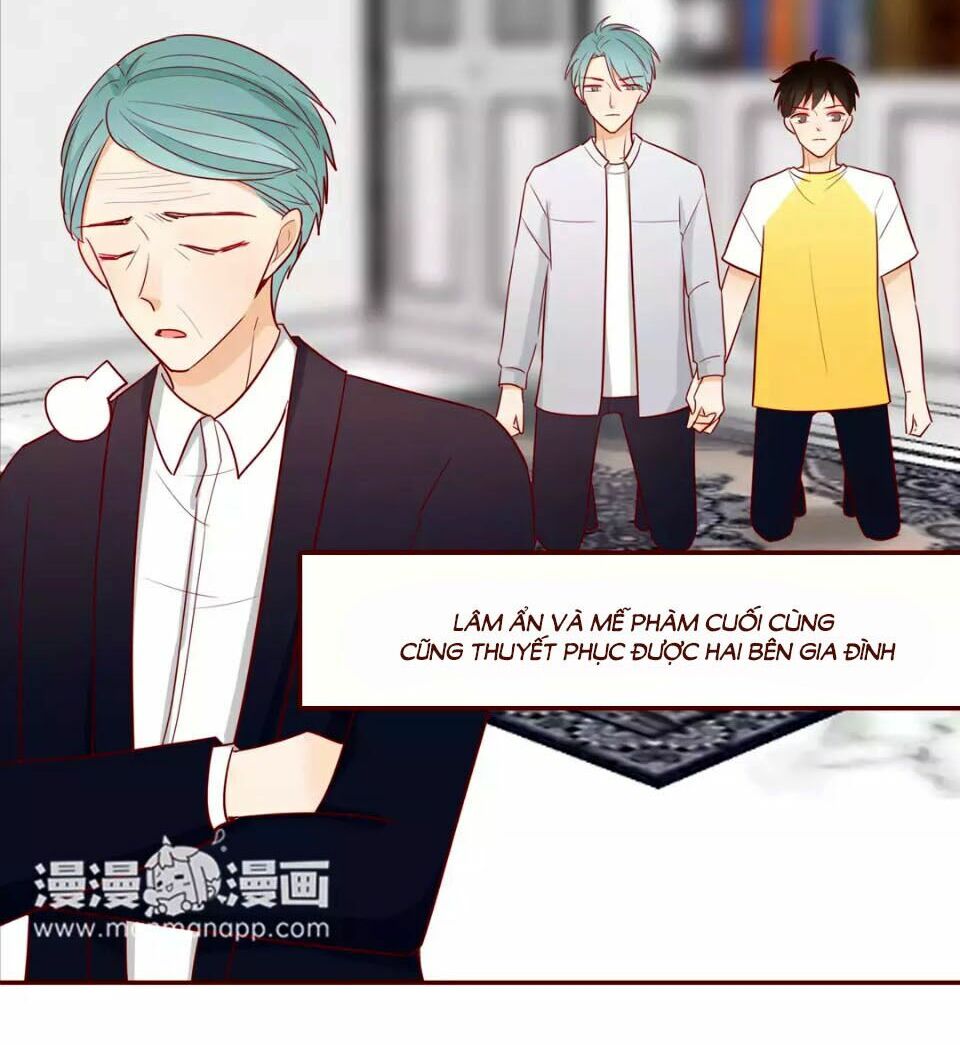 LÂM ẨN VÀ MỄ PHÀM CUỐI CÙNG
CŨNG THUYẾT PHỤC ĐƯỢC HAI BÊN GIA ĐÌNH
漫漫漫画
www.manmanapp.com